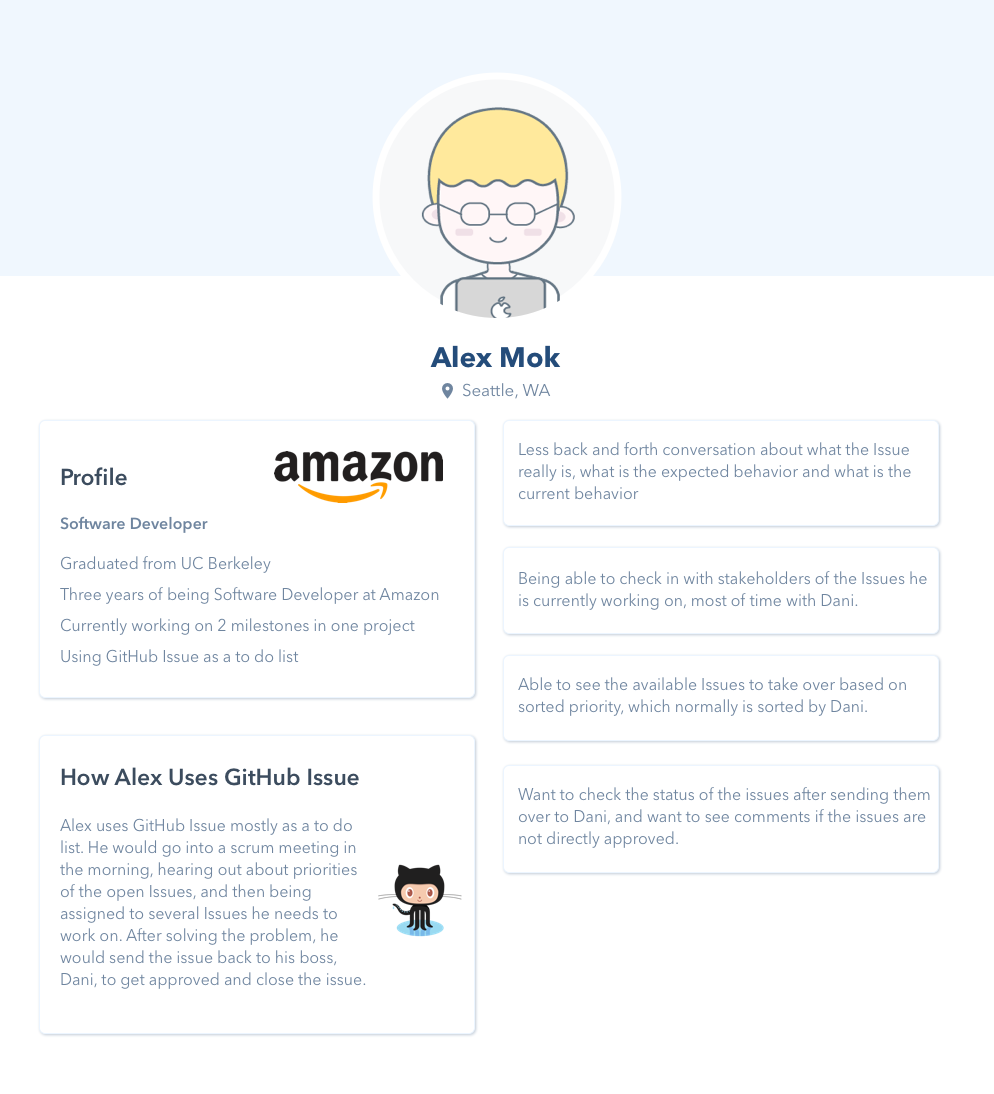 Alex Mok
Seattle, WA
Profile
amazon
Software Developer
Graduated from UC Berkeley
Three years of being Software Developer at Amazon
Currently working on 2 milestones in one project
Using GitHub Issue as a to do list
How Alex Uses GitHub Issue
Alex uses GitHub Issue mostly as a to do
list. He would go into a scrum meeting in
the morning, hearing out about priorities
of the open Issues, and then being
assigned to several Issues he needs to
work on. After solving the problem, he
would send the issue back to his boss,
Dani, to get approved and close the issue.
Less back and forth conversation about what the Issue
really is, what is the expected behavior and what is the
current behavior
Being able to check in with stakeholders of the Issues he
is currently working on, most of time with Dani.
Able to see the available Issues to take over based on
sorted priority, which normally is sorted by Dani.
Want to check the status of the issues after sending them
over to Dani, and want to see comments if the issues are
not directly approved.